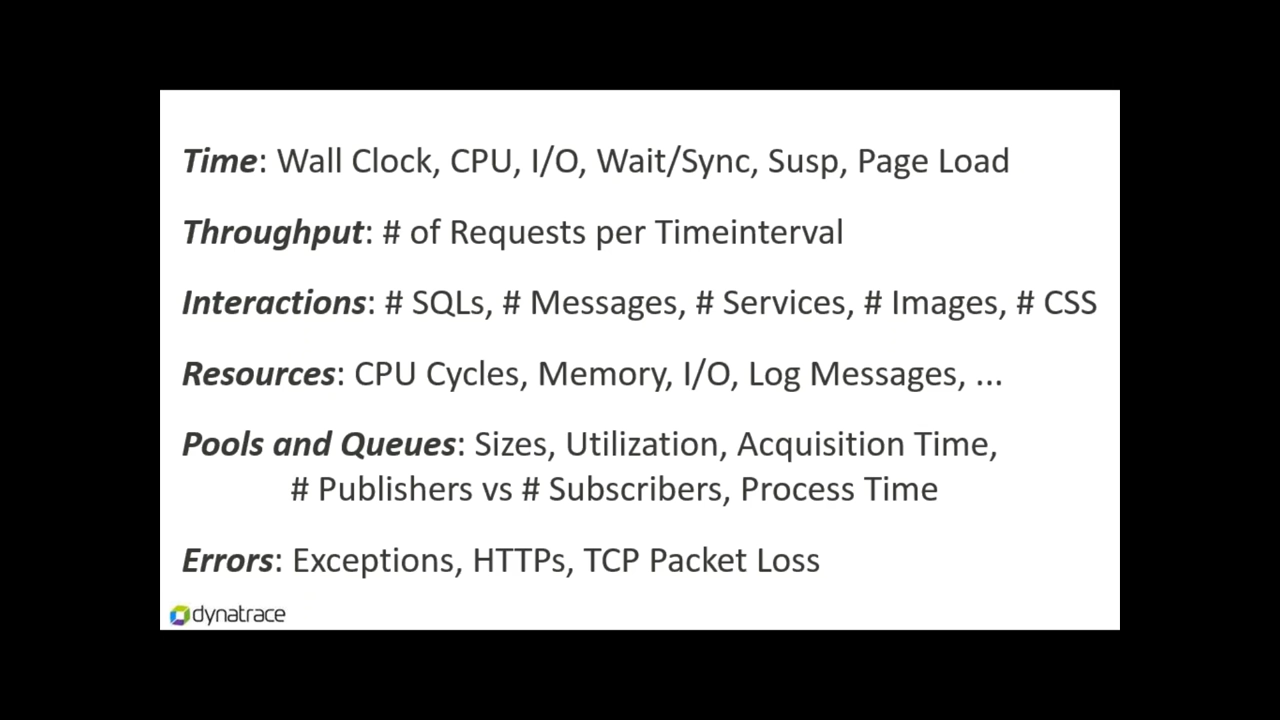 Time: Wall Clock, CPU, I/O, Wait/Sync, Susp, Page Load
Throughput: # of Requests per Timeinterval
Interactions: # SQLs, # Messages, # Services, # Images, # CSS
Resources: CPU Cycles, Memory, I/O, Log Messages, ...
Pools and Queues: Sizes, Utilization, Acquisition Time,
# Publishers vs # Subscribers, Process Time
Errors: Exceptions, HTTPs, TCP Packet Loss
dynatrace